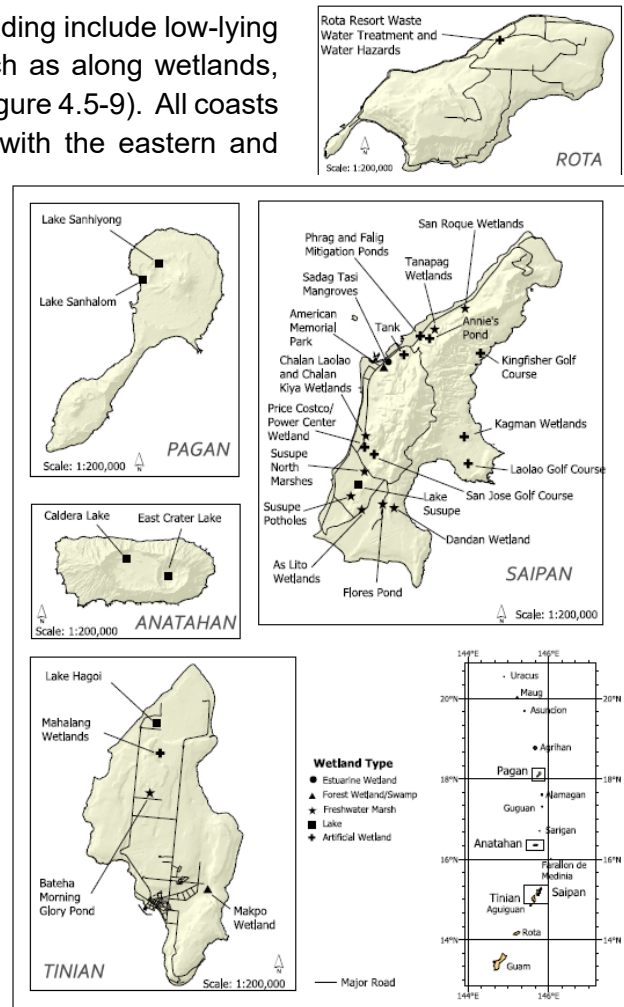 ding include low-lying
ch as along wetlands,
gure 4.5-9). All coasts
with the eastern and
Rota Resort Waste
Water Treatment and
Water Hazards
N
Scale: 1:200,000
ROTA
Lake Sanhiyong
Lake Sanhalom
PAGAN
Scale: 1:200,000
N
Caldera Lake
East Crater Lake
N
Scale: 1:200,000
ANATAHAN
San Roque Wetlands
Phrag and Falig
Mitigation Ponds
Tanapag
Wetlands
Sadag Tasi
Mangroves
American
Memorial
Park
Tank
Annie's
Pond
Chalan Laolao
and Chalan
Kiya Wetlands
Kingfisher Golf
Course
Price Costco/
Power Center
Wetland
Kagman Wetlands
Susupe
North
Marshes
Laolao Golf Course
San Jose Golf Course
Susupe
Potholes
Lake
Susupe
Dandan Wetland
As Lito
Wetlands
Flores Pond
SAIPAN
N
Scale: 1:200,000
Lake Hagoi
Mahalang
Wetlands
Bateha
Morning
Glory Pond
Makpo
Wetland
TINIAN
N
Scale: 1:200,000
Wetland Type
Estuarine Wetland
Forest Wetland/Swamp
Freshwater Marsh
Lake
Artificial Wetland
Major Road
144°E
146°E
Uracus
Maug
20°N
20°N
Asuncion
Agrihan
Pagan
18°N
18°N
Alamagan
Guguan
Sarigan
Anatahan
16°N
16°N
Farallon de
Medinia
Tinian
Saipan
Aguiguan
Rota
14°N
14°N
Guam
144°E
146°E